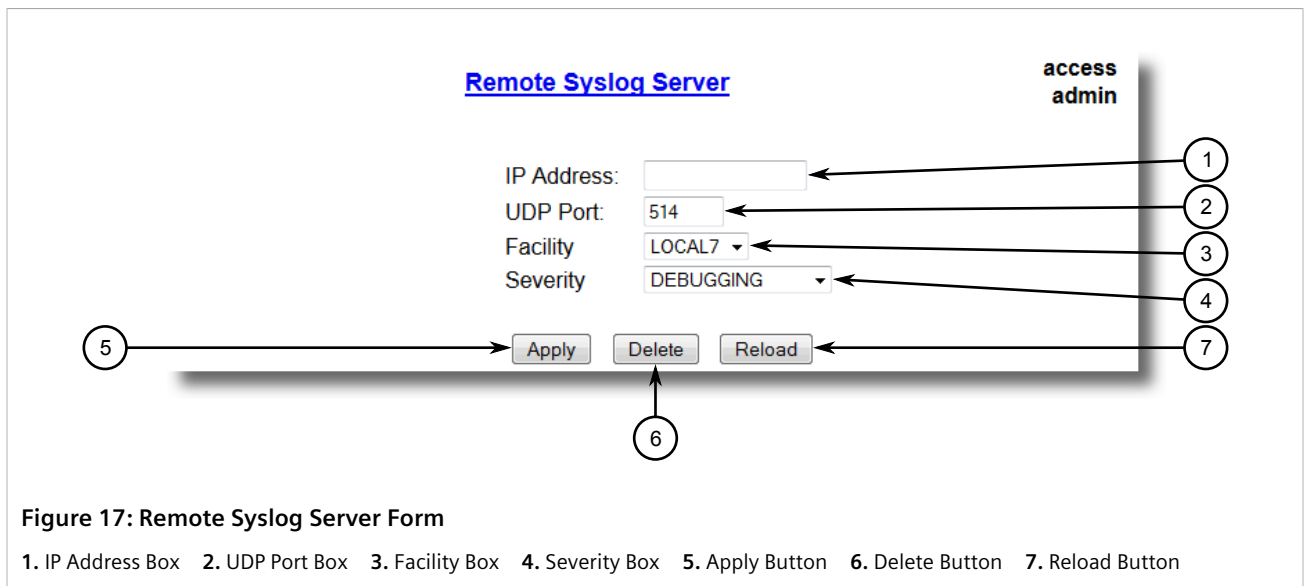 Remote Syslog Server
access
admin
IP Address:
1
UDP Port: 514
2
Facility LOCAL7
3
Severity DEBUGGING
4
5
Apply Delete Reload
7
6
Figure 17: Remote Syslog Server Form
1. IP Address Box 2. UDP Port Box 3. Facility Box 4. Severity Box 5. Apply Button 6. Delete Button 7. Reload Button